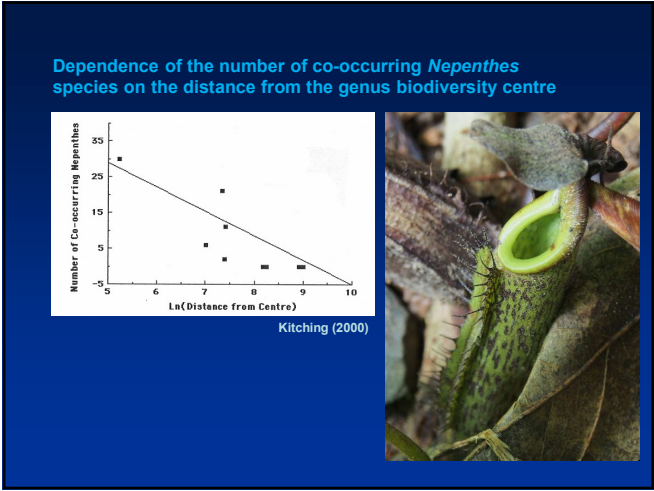 Dependence of the number of co-occurring Nepenthes
species on the distance from the genus biodiversity centre
Number of Co-occurring Nepenthes
35
25
15
5
-5
5 6 7 8 9 10
Ln(Distance from Centre)
Kitching (2000)